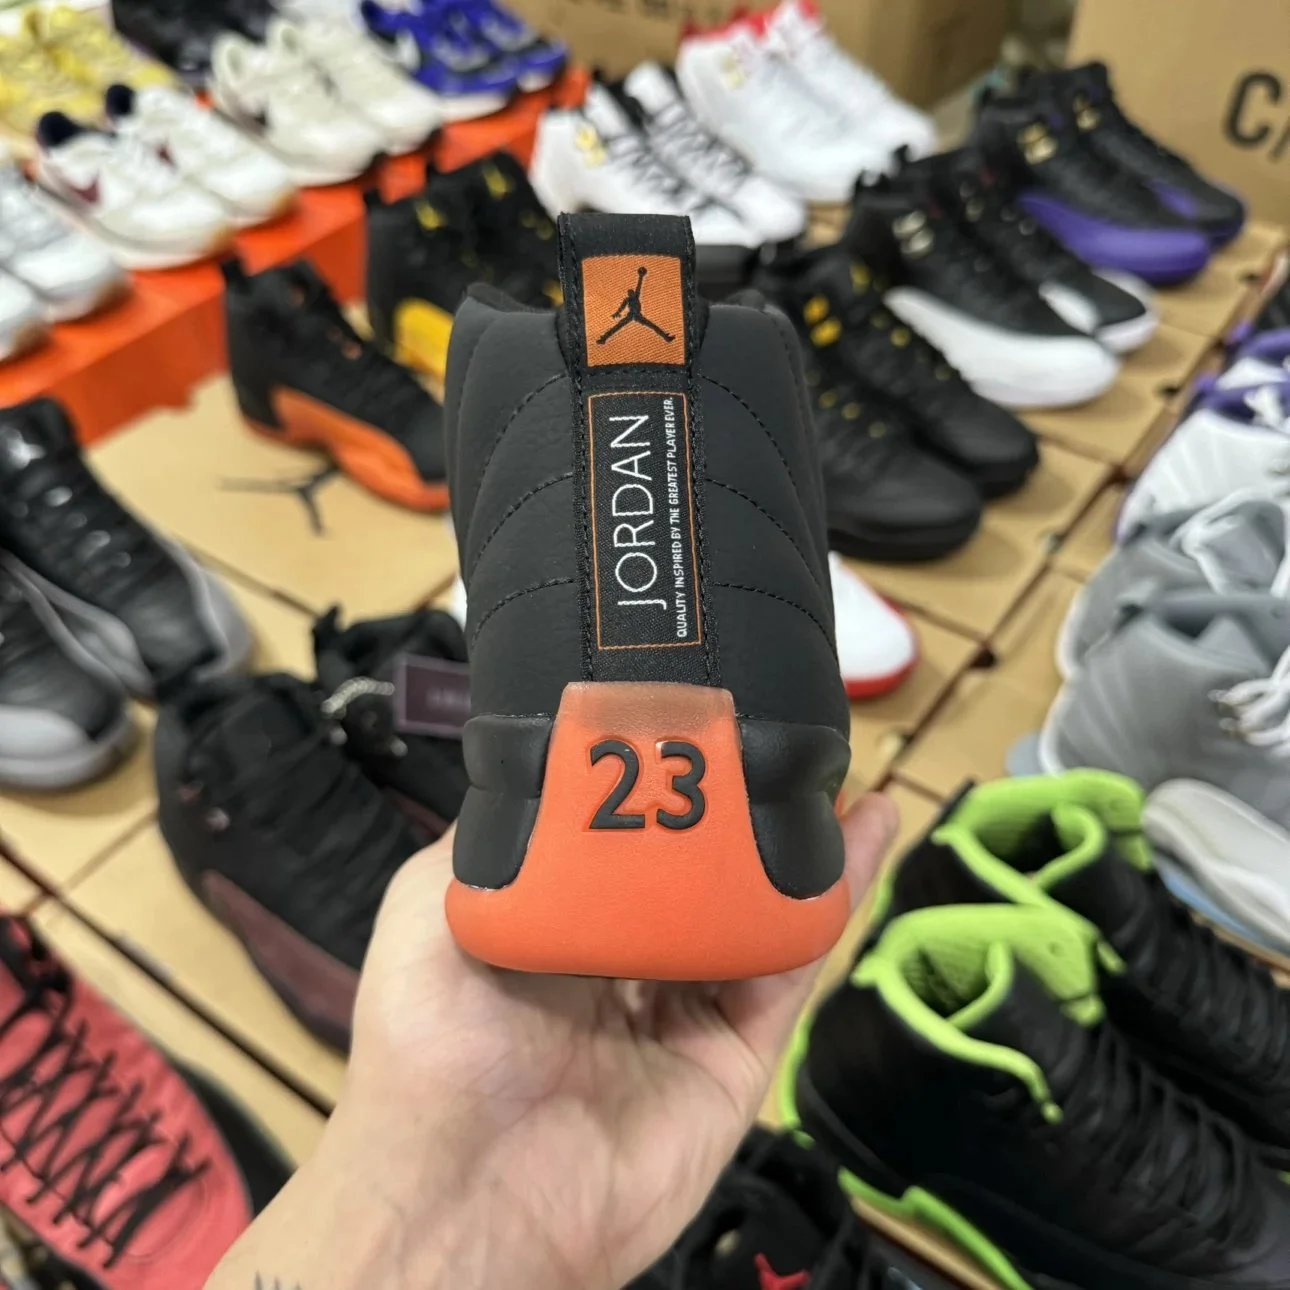 JORDAN
QUALITY INSPIRED BY THE GREATEST PLAYER EVER.
23